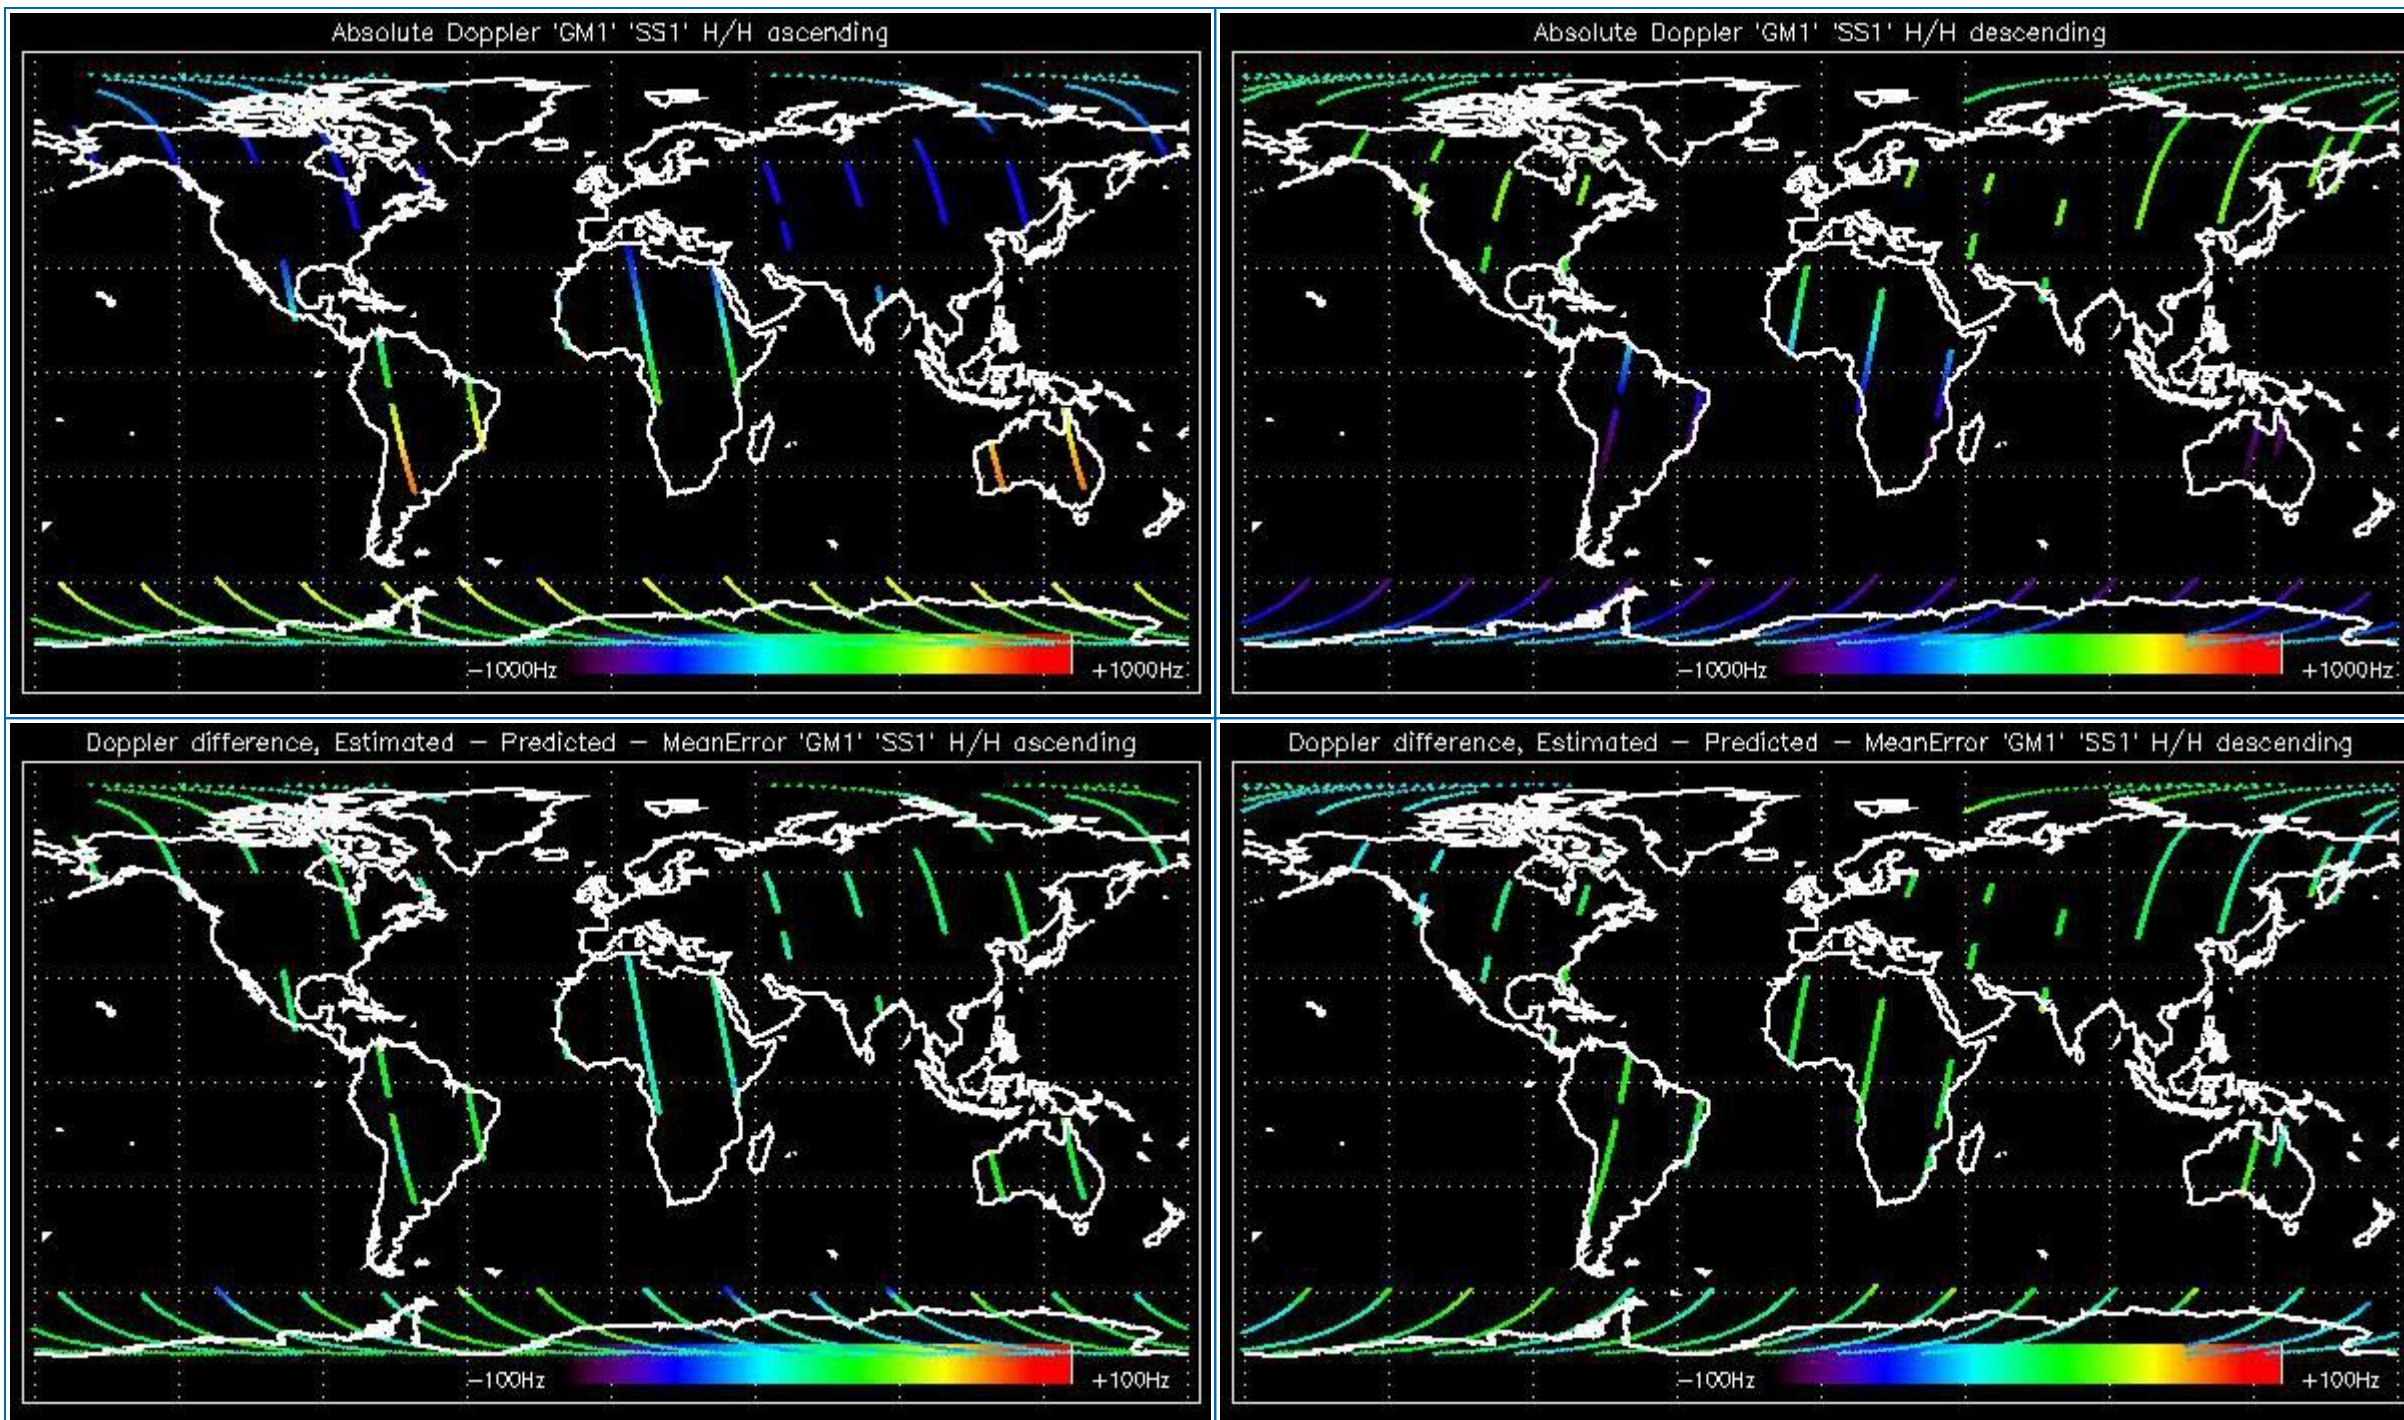 Absolute Doppler 'GM1' 'SS1' H/H ascending
−1000Hz +1000Hz
Absolute Doppler 'GM1' 'SS1' H/H descending
−1000Hz +1000Hz
Doppler difference, Estimated − Predicted − MeanError 'GM1' 'SS1' H/H ascending
−100Hz +100Hz
Doppler difference, Estimated − Predicted − MeanError 'GM1' 'SS1' H/H descending
−100Hz +100Hz